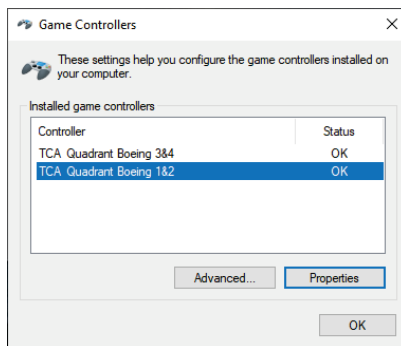 Game Controllers
These settings help you configure the game controllers installed on
your computer.
Installed game controllers
Controller Status
TCA Quadrant Boeing 3&4 OK
TCA Quadrant Boeing 1&2 OK
Advanced... Properties
OK